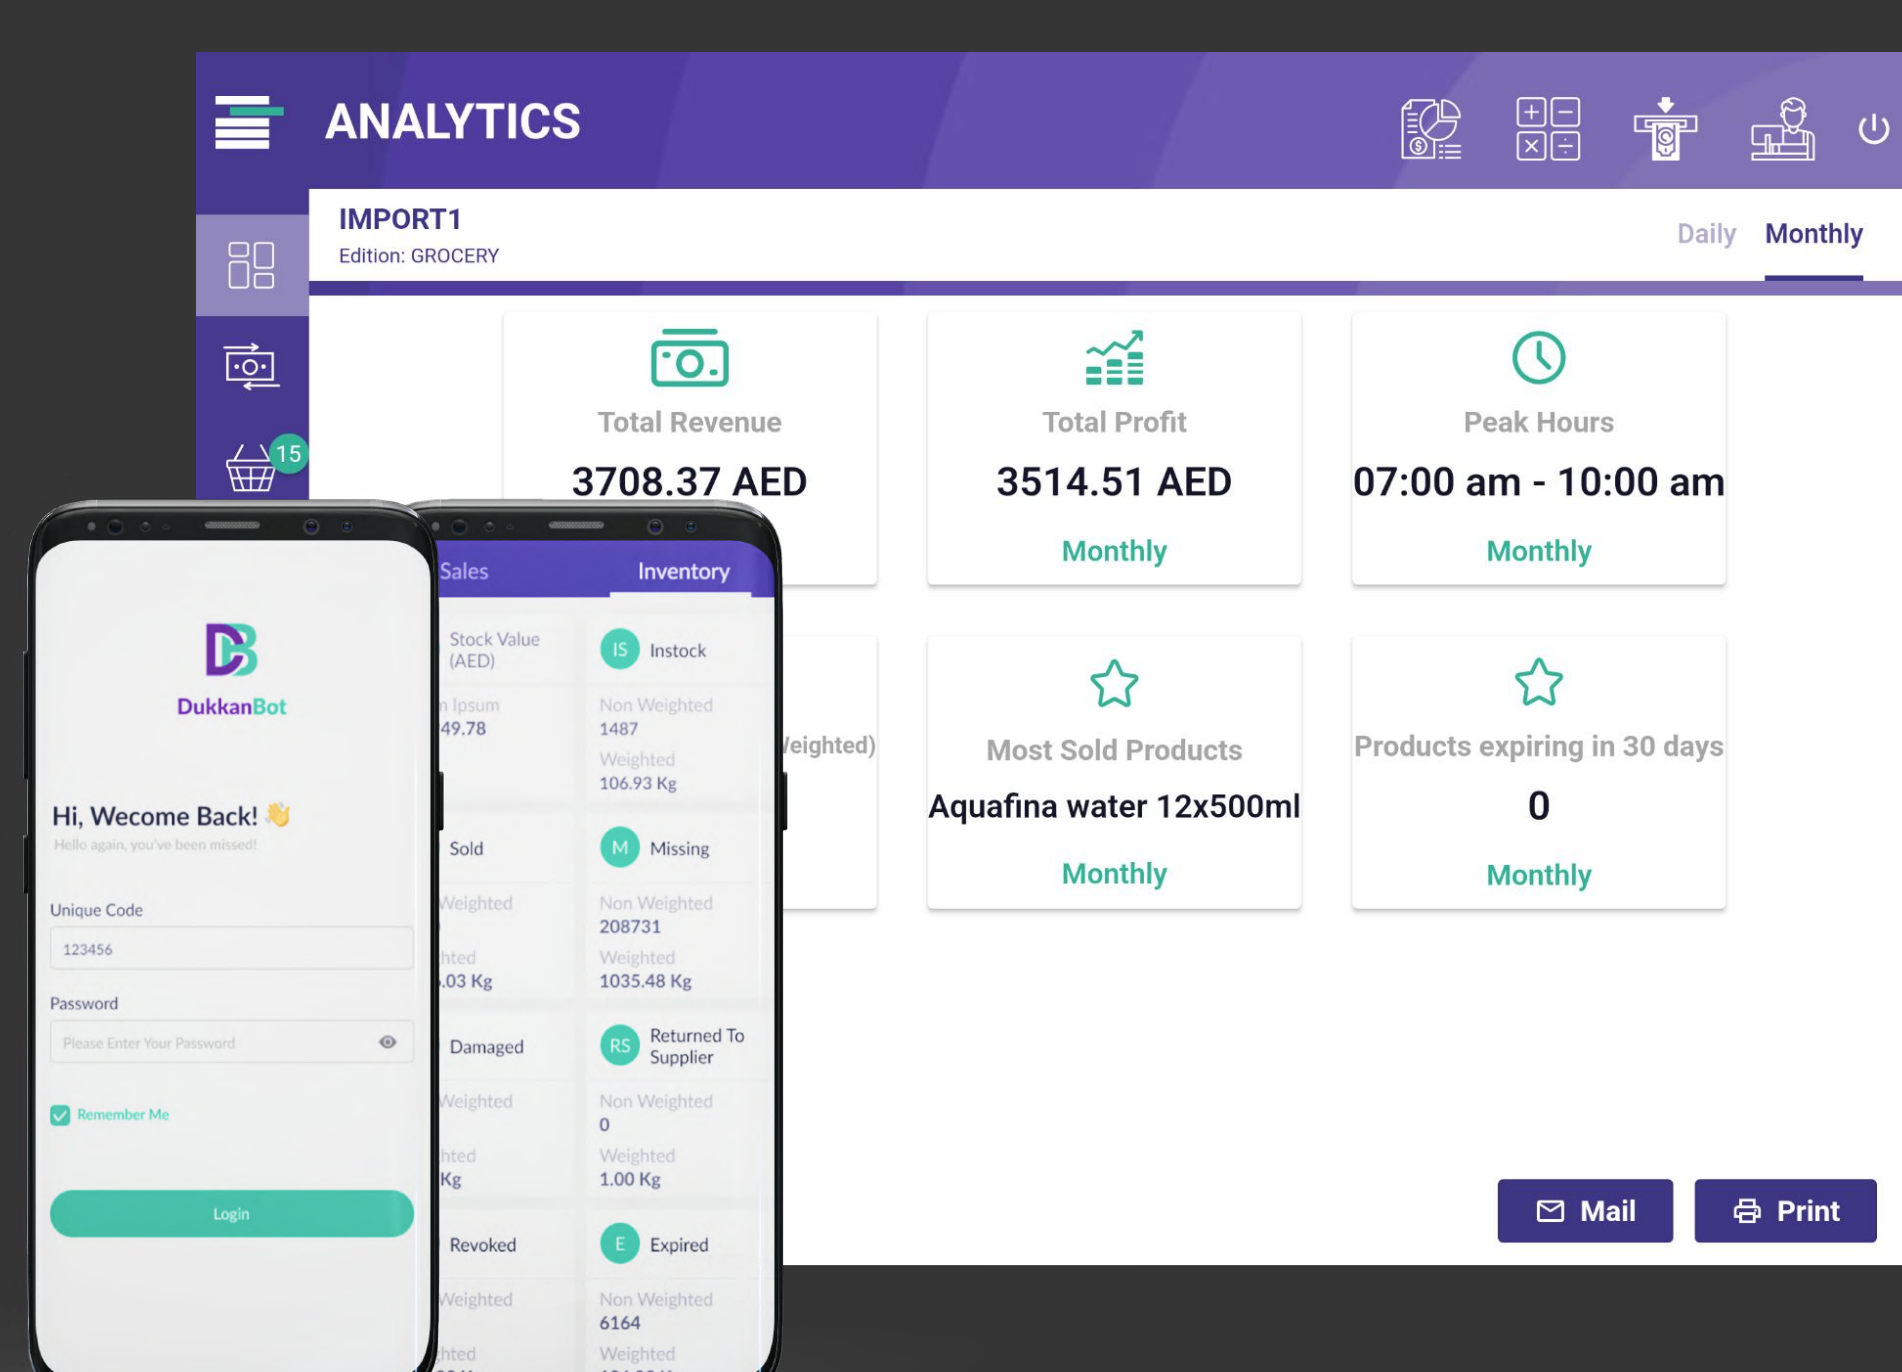 ANALYTICS
IMPORT1
Edition: GROCERY
Daily Monthly
15
Total Revenue
3708.37 AED
Total Profit
3514.51 AED
Monthly
Peak Hours
07:00 am - 10:00 am
Monthly
Most Sold Products
Aquafina water 12x500ml
Monthly
Products expiring in 30 days
0
Monthly
Mail
Print
DB
DukkanBot
Hi, Wecome Back! 👋
Hello again, you've been missed!
Unique Code
123456
Password
Please Enter Your Password
Remember Me
Login
Sales Inventory
Stock Value
(AED)
Ipsum
49.78
IS Instock
Non Weighted
1487
Weighted
106.93 Kg
Sold
Weighted
.03 Kg
M Missing
Non Weighted
208731
Weighted
1035.48 Kg
Damaged
Weighted
Kg
RS Returned To
Supplier
Non Weighted
0
Weighted
1.00 Kg
Revoked
Weighted
E Expired
Non Weighted
6164
Weighted